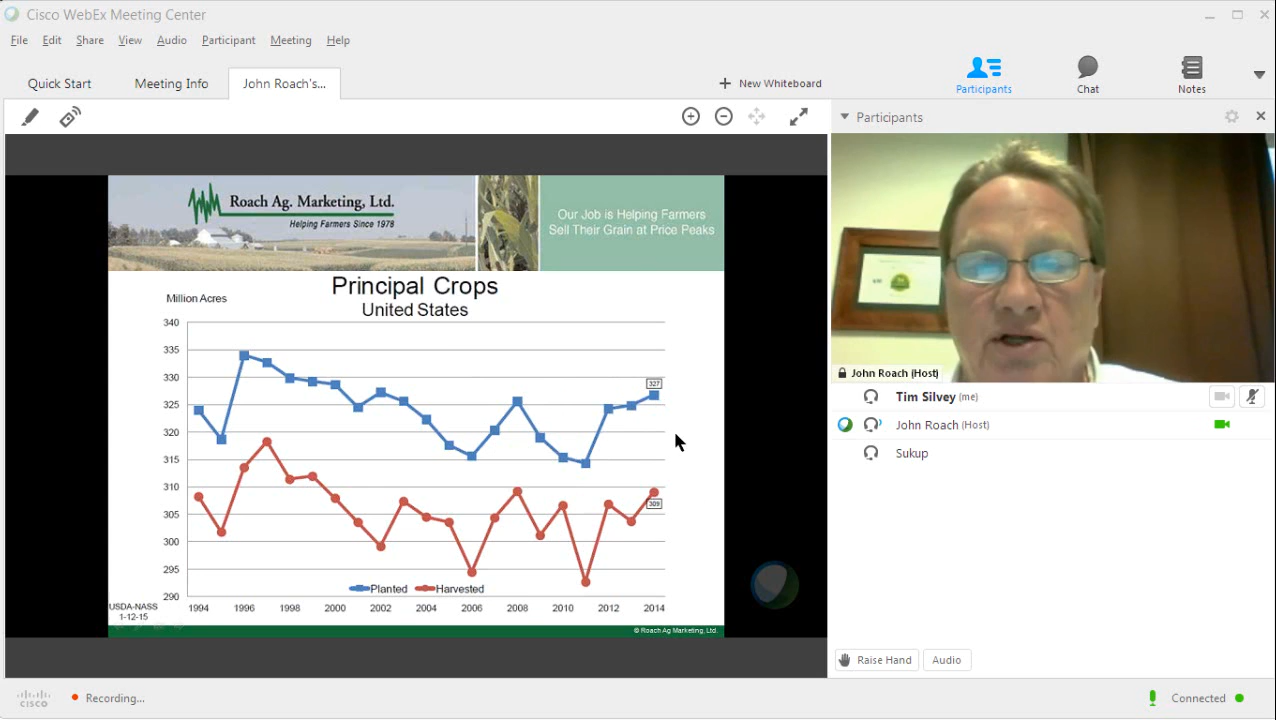 Cisco WebEx Meeting Center
File Edit Share View Audio Participant Meeting Help
Quick Start Meeting Info John Roach's... + New Whiteboard
Participants Chat Notes
Participants
Roach Ag. Marketing, Ltd.
Helping Farmers Since 1978
Our Job is Helping Farmers
Sell Their Grain at Price Peaks
Principal Crops
United States
Million Acres
340
335
330
325
320
315
310
305
300
295
290
327
309
Planted Harvested
1994 1996 1998 2000 2002 2004 2006 2008 2010 2012 2014
USDA-NASS
1-12-15
© Roach Ag Marketing, Ltd.
John Roach (Host)
Tim Silvey (me)
John Roach (Host)
Sukup
Raise Hand Audio
CISCO Recording... Connected